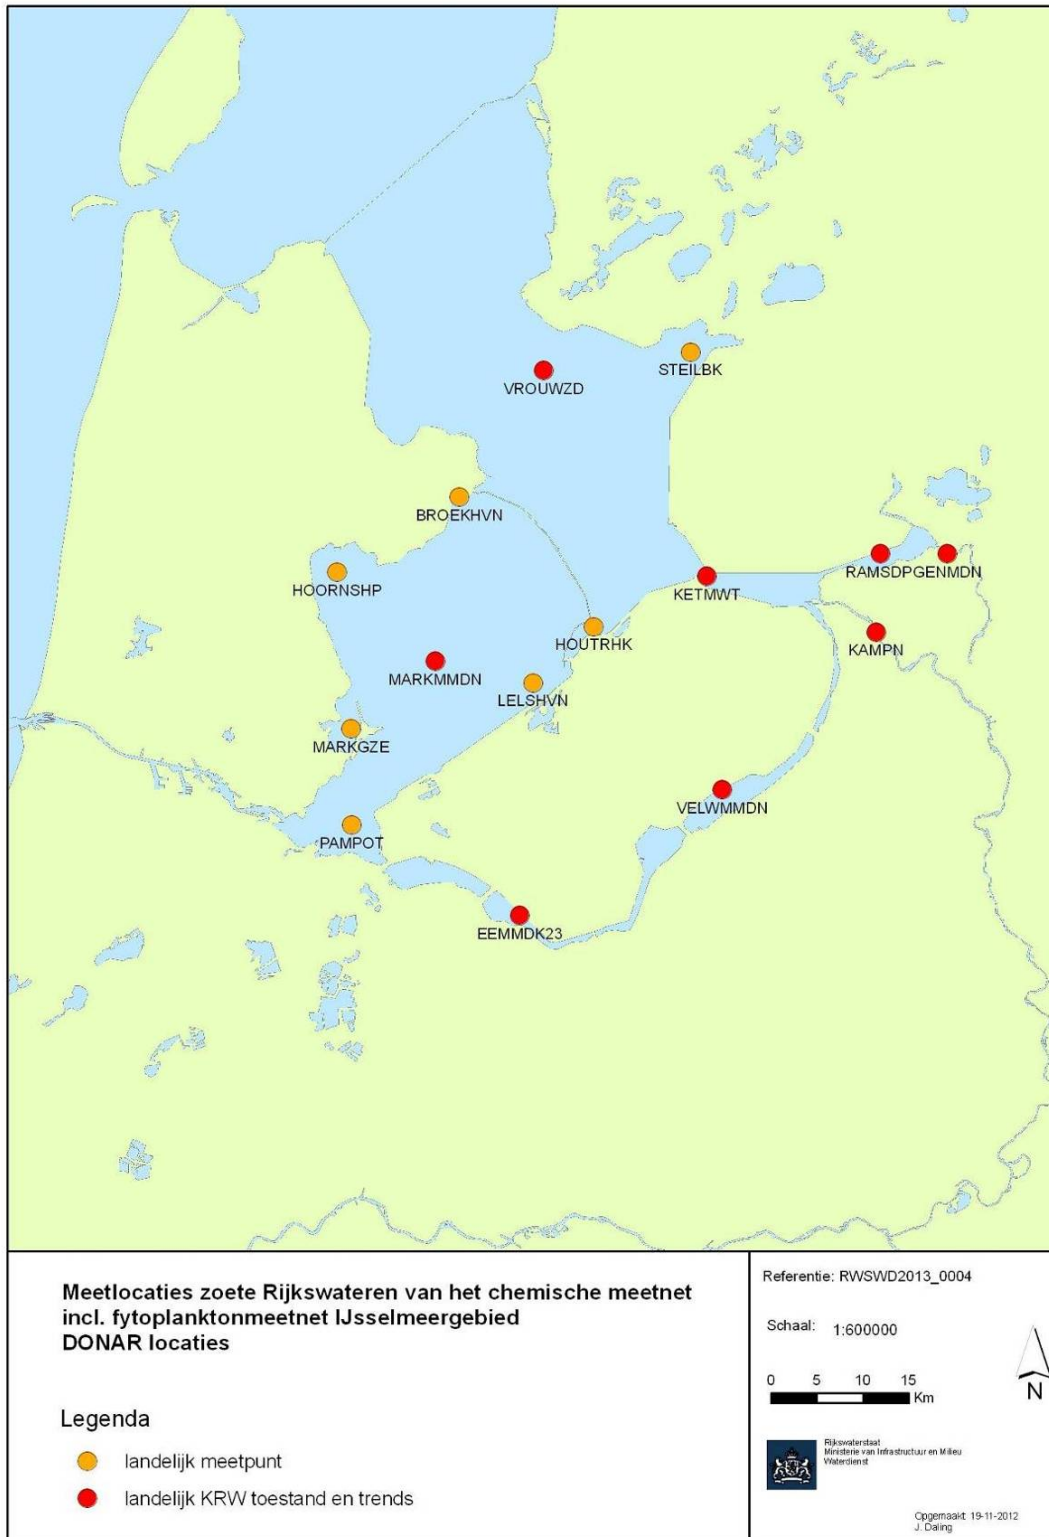 STEILBK
VROUWZD
BROEKHVN
HOORNSHP
RAMSDPGENMDN
KETMWT
HOUTRHK
KAMPN
MARKMMDN
LELSHVN
MARKGZE
VELWMMDN
PAMPOT
EEMMDK23
Meetlocaties zoete Rijkswateren van het chemische meetnet
incl. fytoplanktonmeetnet IJsselmeergebied
DONAR locaties
Legenda
landelijk meetpunt
landelijk KRW toestand en trends
Referentie: RWSWD2013_0004
Schaal: 1:600000
0 5 10 15
Km
N
Rijkswaterstaat
Ministerie van Infrastructuur en Milieu
Waterdienst
Opgemaakt: 19-11-2012
J. Daling